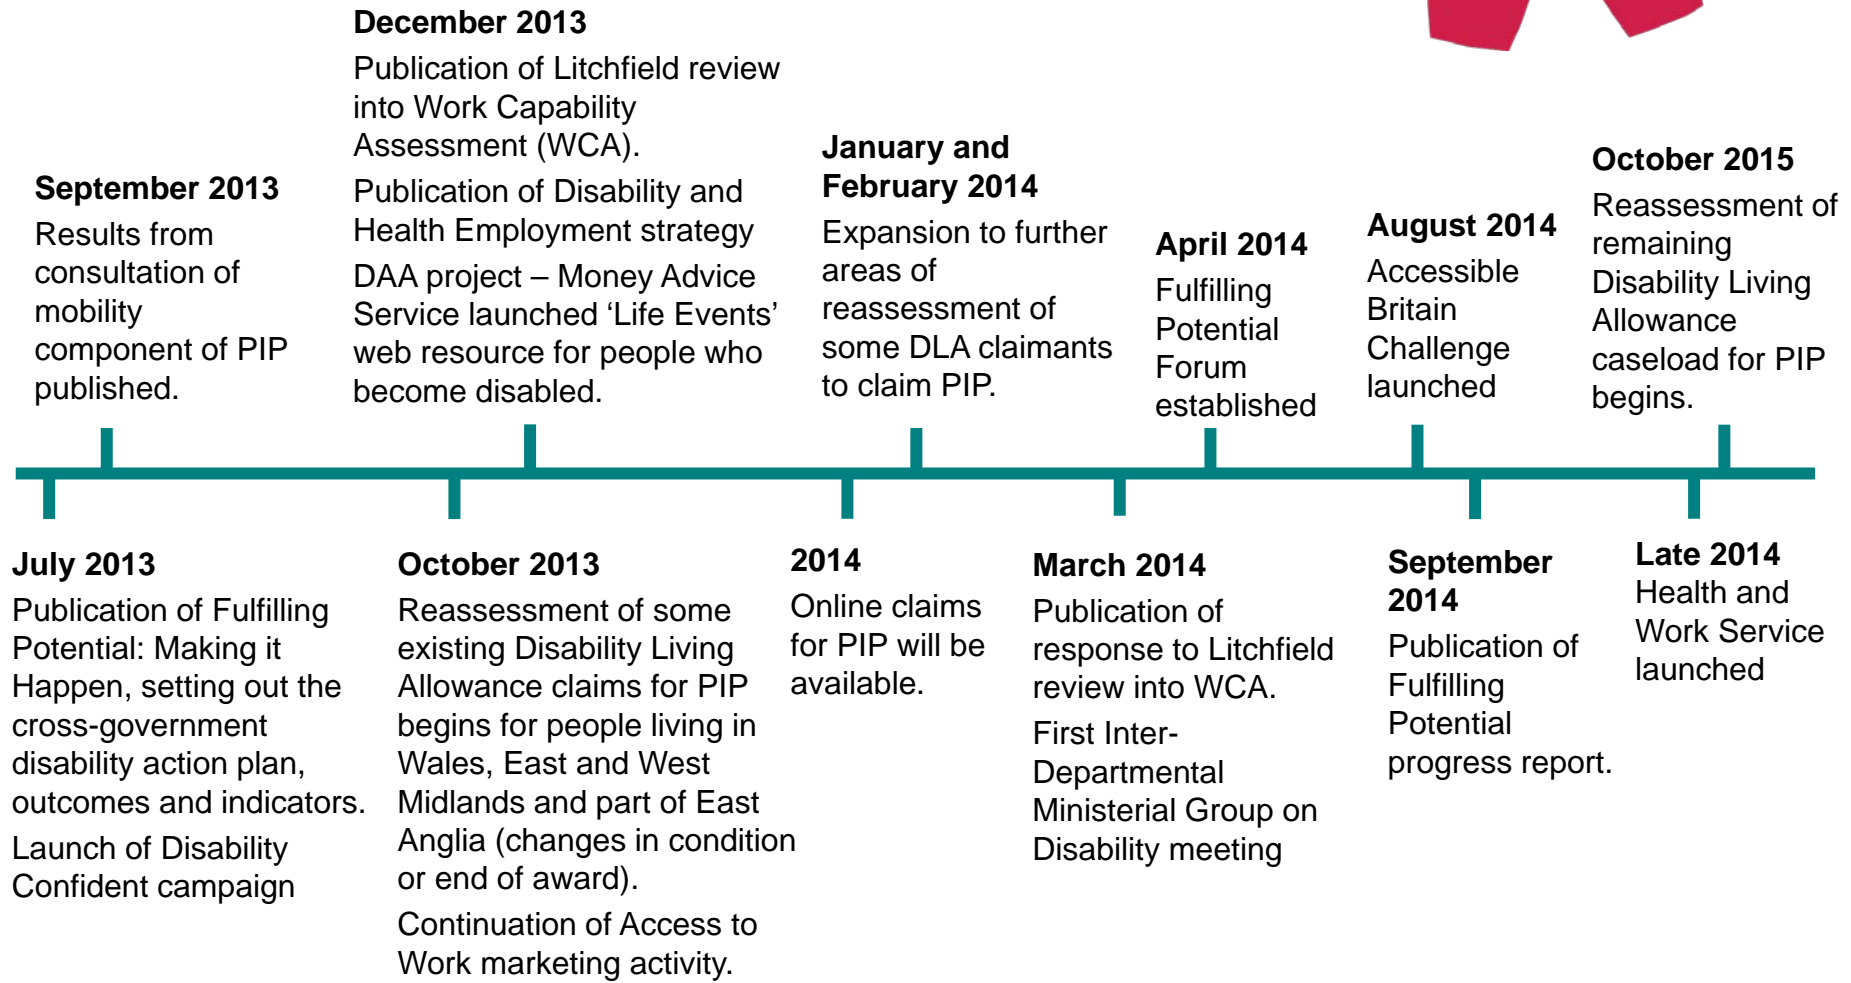 December 2013
Publication of Litchfield review
into Work Capability
Assessment (WCA).
Publication of Disability and
Health Employment strategy
DAA project – Money Advice
Service launched ‘Life Events’
web resource for people who
become disabled.
September 2013
Results from
consultation of
mobility
component of PIP
published.
January and
February 2014
Expansion to further
areas of
reassessment of
some DLA claimants
to claim PIP.
April 2014
Fulfilling
Potential
Forum
established
August 2014
Accessible
Britain
Challenge
launched
October 2015
Reassessment of
remaining
Disability Living
Allowance
caseload for PIP
begins.
July 2013
Publication of Fulfilling
Potential: Making it
Happen, setting out the
cross-government
disability action plan,
outcomes and indicators.
Launch of Disability
Confident campaign
October 2013
Reassessment of some
existing Disability Living
Allowance claims for PIP
begins for people living in
Wales, East and West
Midlands and part of East
Anglia (changes in condition
or end of award).
Continuation of Access to
Work marketing activity.
2014
Online claims
for PIP will be
available.
March 2014
Publication of
response to Litchfield
review into WCA.
First Inter-
Departmental
Ministerial Group on
Disability meeting
September
2014
Publication of
Fulfilling
Potential
progress report.
Late 2014
Health and
Work Service
launched